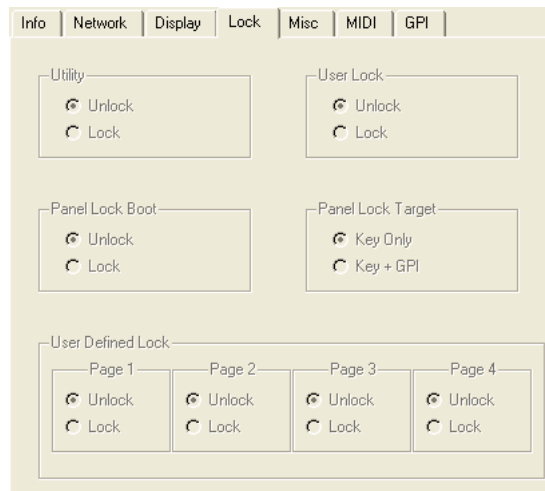 Info Network Display Lock Misc MIDI GPI
Utility User Lock
Unlock Unlock
Lock Lock
Panel Lock Boot Panel Lock Target
Unlock Key Only
Lock Key + GPI
User Defined Lock
Page 1 Page 2 Page 3 Page 4
Unlock Unlock Unlock Unlock
Lock Lock Lock Lock